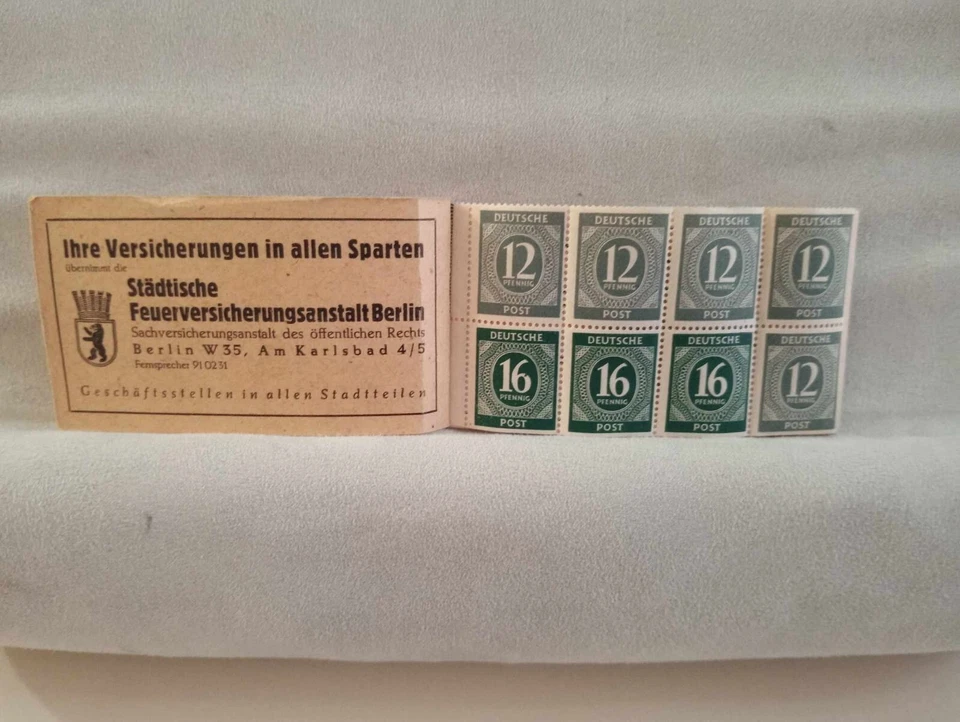 Ihre Versicherungen in allen Sparten
übernimmt die
Städtische
Feuerversicherungsanstalt Berlin
Sachversicherungsanstalt des öffentlichen Rechts
Berlin W 35, Am Karlsbad 4/5
Fernsprecher 91 02 31
Geschäftsstellen in allen Stadtteilen
DEUTSCHE
12
PFENNIG
POST
DEUTSCHE
12
PFENNIG
POST
DEUTSCHE
12
PFENNIG
POST
DEUTSCHE
12
PFENNIG
POST
DEUTSCHE
16
PFENNIG
POST
DEUTSCHE
16
PFENNIG
POST
DEUTSCHE
16
PFENNIG
POST
DEUTSCHE
12
PFENNIG
POST